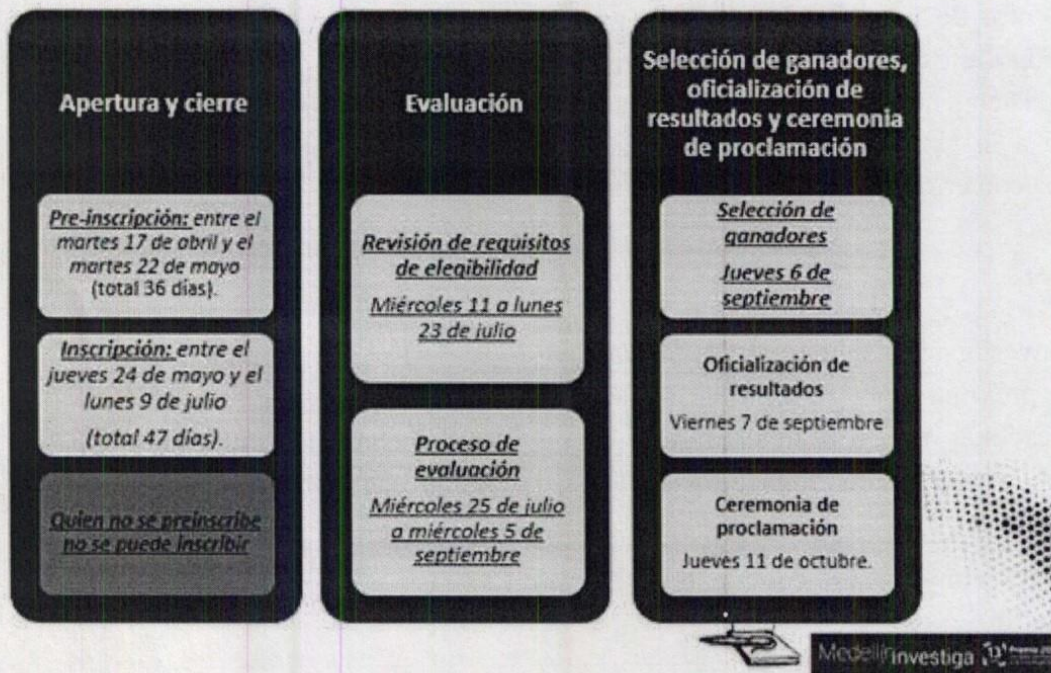 Apertura y cierre
Pre-inscripción: entre el
martes 17 de abril y el
martes 22 de mayo
(total 36 días).
Inscripción: entre el
jueves 24 de mayo y el
lunes 9 de julio
(total 47 días).
Quien no se preinscribe
no se puede inscribir
Evaluación
Revisión de requisitos
de elegibilidad
Miércoles 11 a lunes
23 de julio
Proceso de
evaluación
Miércoles 25 de julio
a miércoles 5 de
septiembre
Selección de ganadores,
oficialización de
resultados y ceremonia
de proclamación
Selección de
ganadores
Jueves 6 de
septiembre
Oficialización de
resultados
Viernes 7 de septiembre
Ceremonia de
proclamación
Jueves 11 de octubre.
Medellín investiga